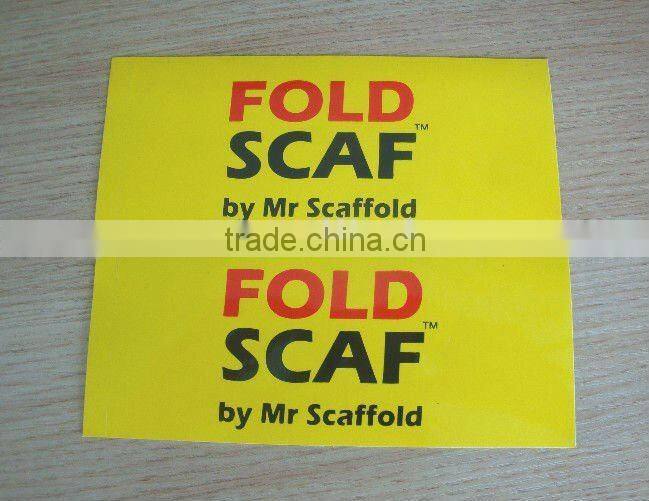 FOLD
SCAF™
by Mr Scaffold
trade.china.cn
FOLD
SCAF™
by Mr Scaffold